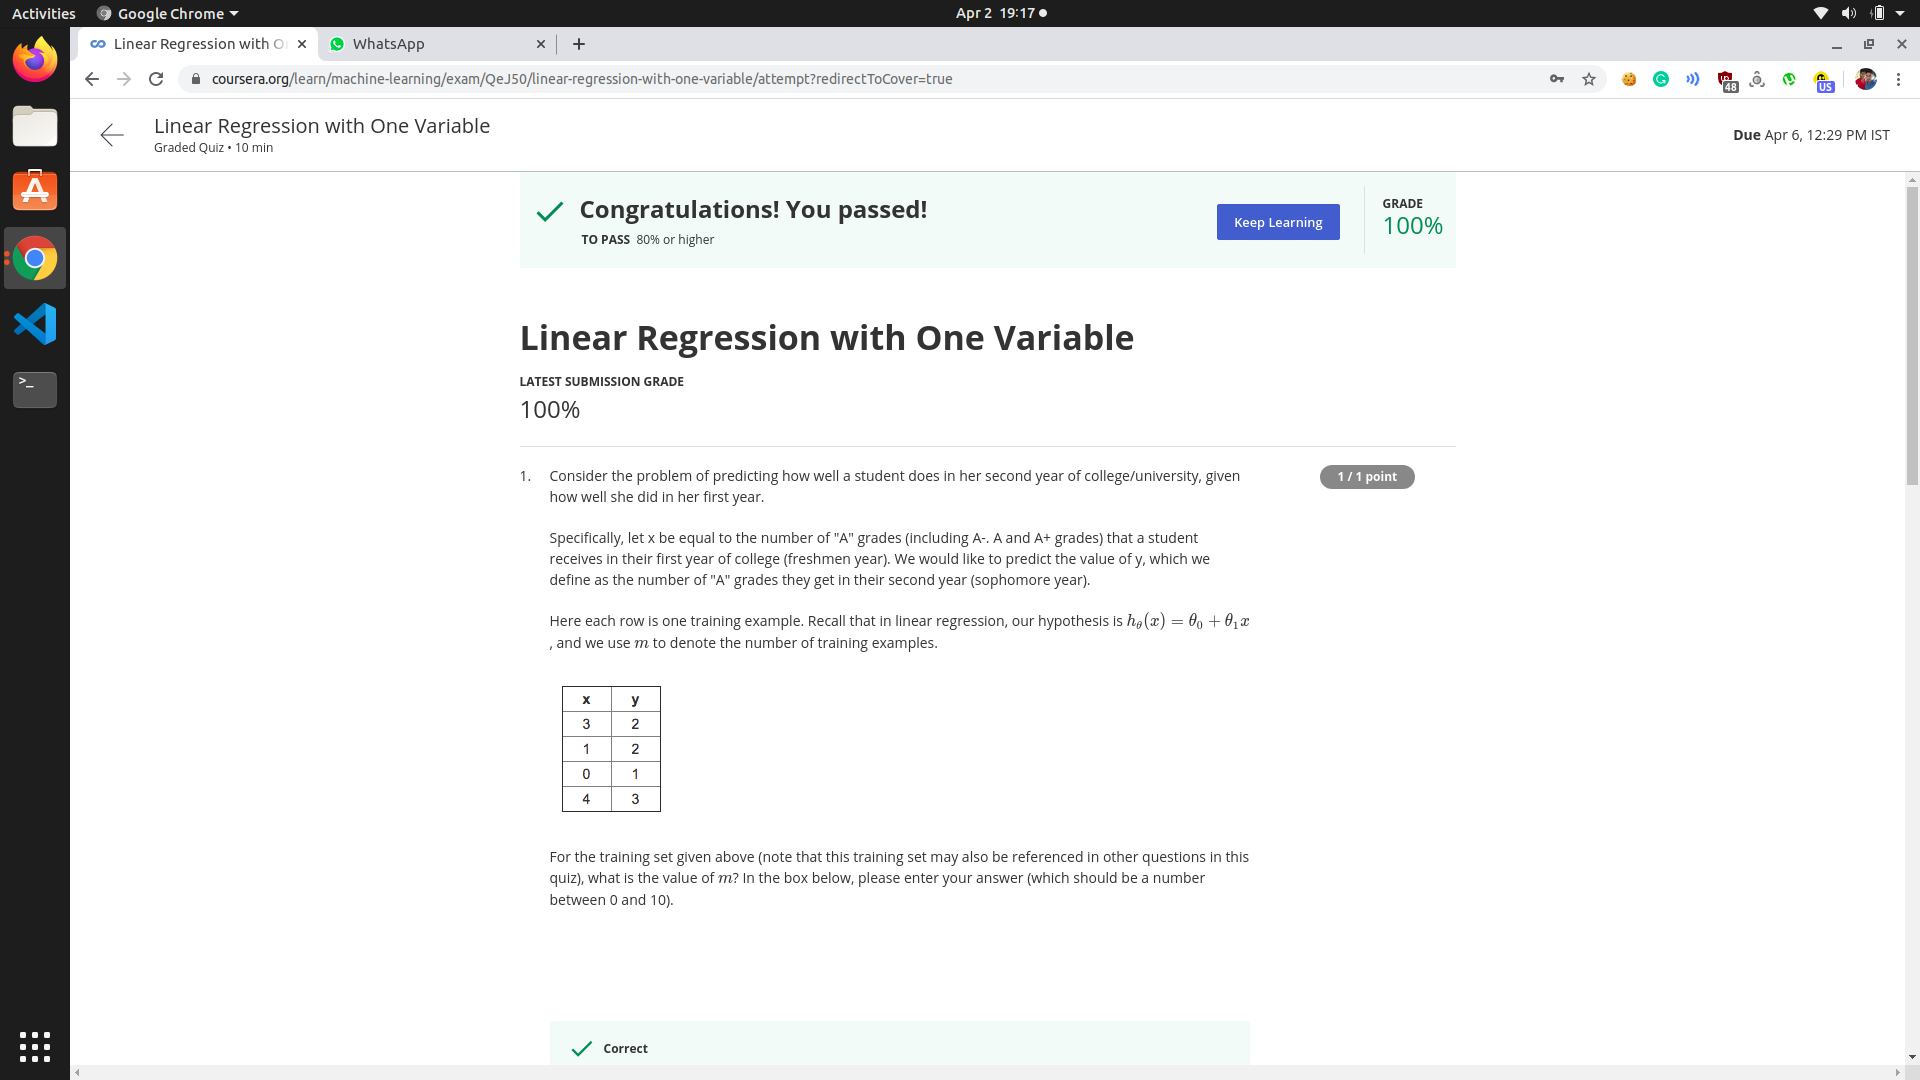 Activities
Google Chrome
Apr 2 19:17
Linear Regression with O
WhatsApp
coursera.org/learn/machine-learning/exam/QeJ50/linear-regression-with-one-variable/attempt?redirectToCover=true
48
US
Linear Regression with One Variable
Graded Quiz • 10 min
Due Apr 6, 12:29 PM IST
Congratulations! You passed!
TO PASS 80% or higher
Keep Learning
GRADE
100%
Linear Regression with One Variable
LATEST SUBMISSION GRADE
100%
1. Consider the problem of predicting how well a student does in her second year of college/university, given
how well she did in her first year.
1 / 1 point
Specifically, let x be equal to the number of "A" grades (including A-. A and A+ grades) that a student
receives in their first year of college (freshmen year). We would like to predict the value of y, which we
define as the number of "A" grades they get in their second year (sophomore year).
Here each row is one training example. Recall that in linear regression, our hypothesis is hθ(x) = θ0 + θ1x
, and we use m to denote the number of training examples.
x y
3 2
1 2
0 1
4 3
For the training set given above (note that this training set may also be referenced in other questions in this
quiz), what is the value of m? In the box below, please enter your answer (which should be a number
between 0 and 10).
Correct